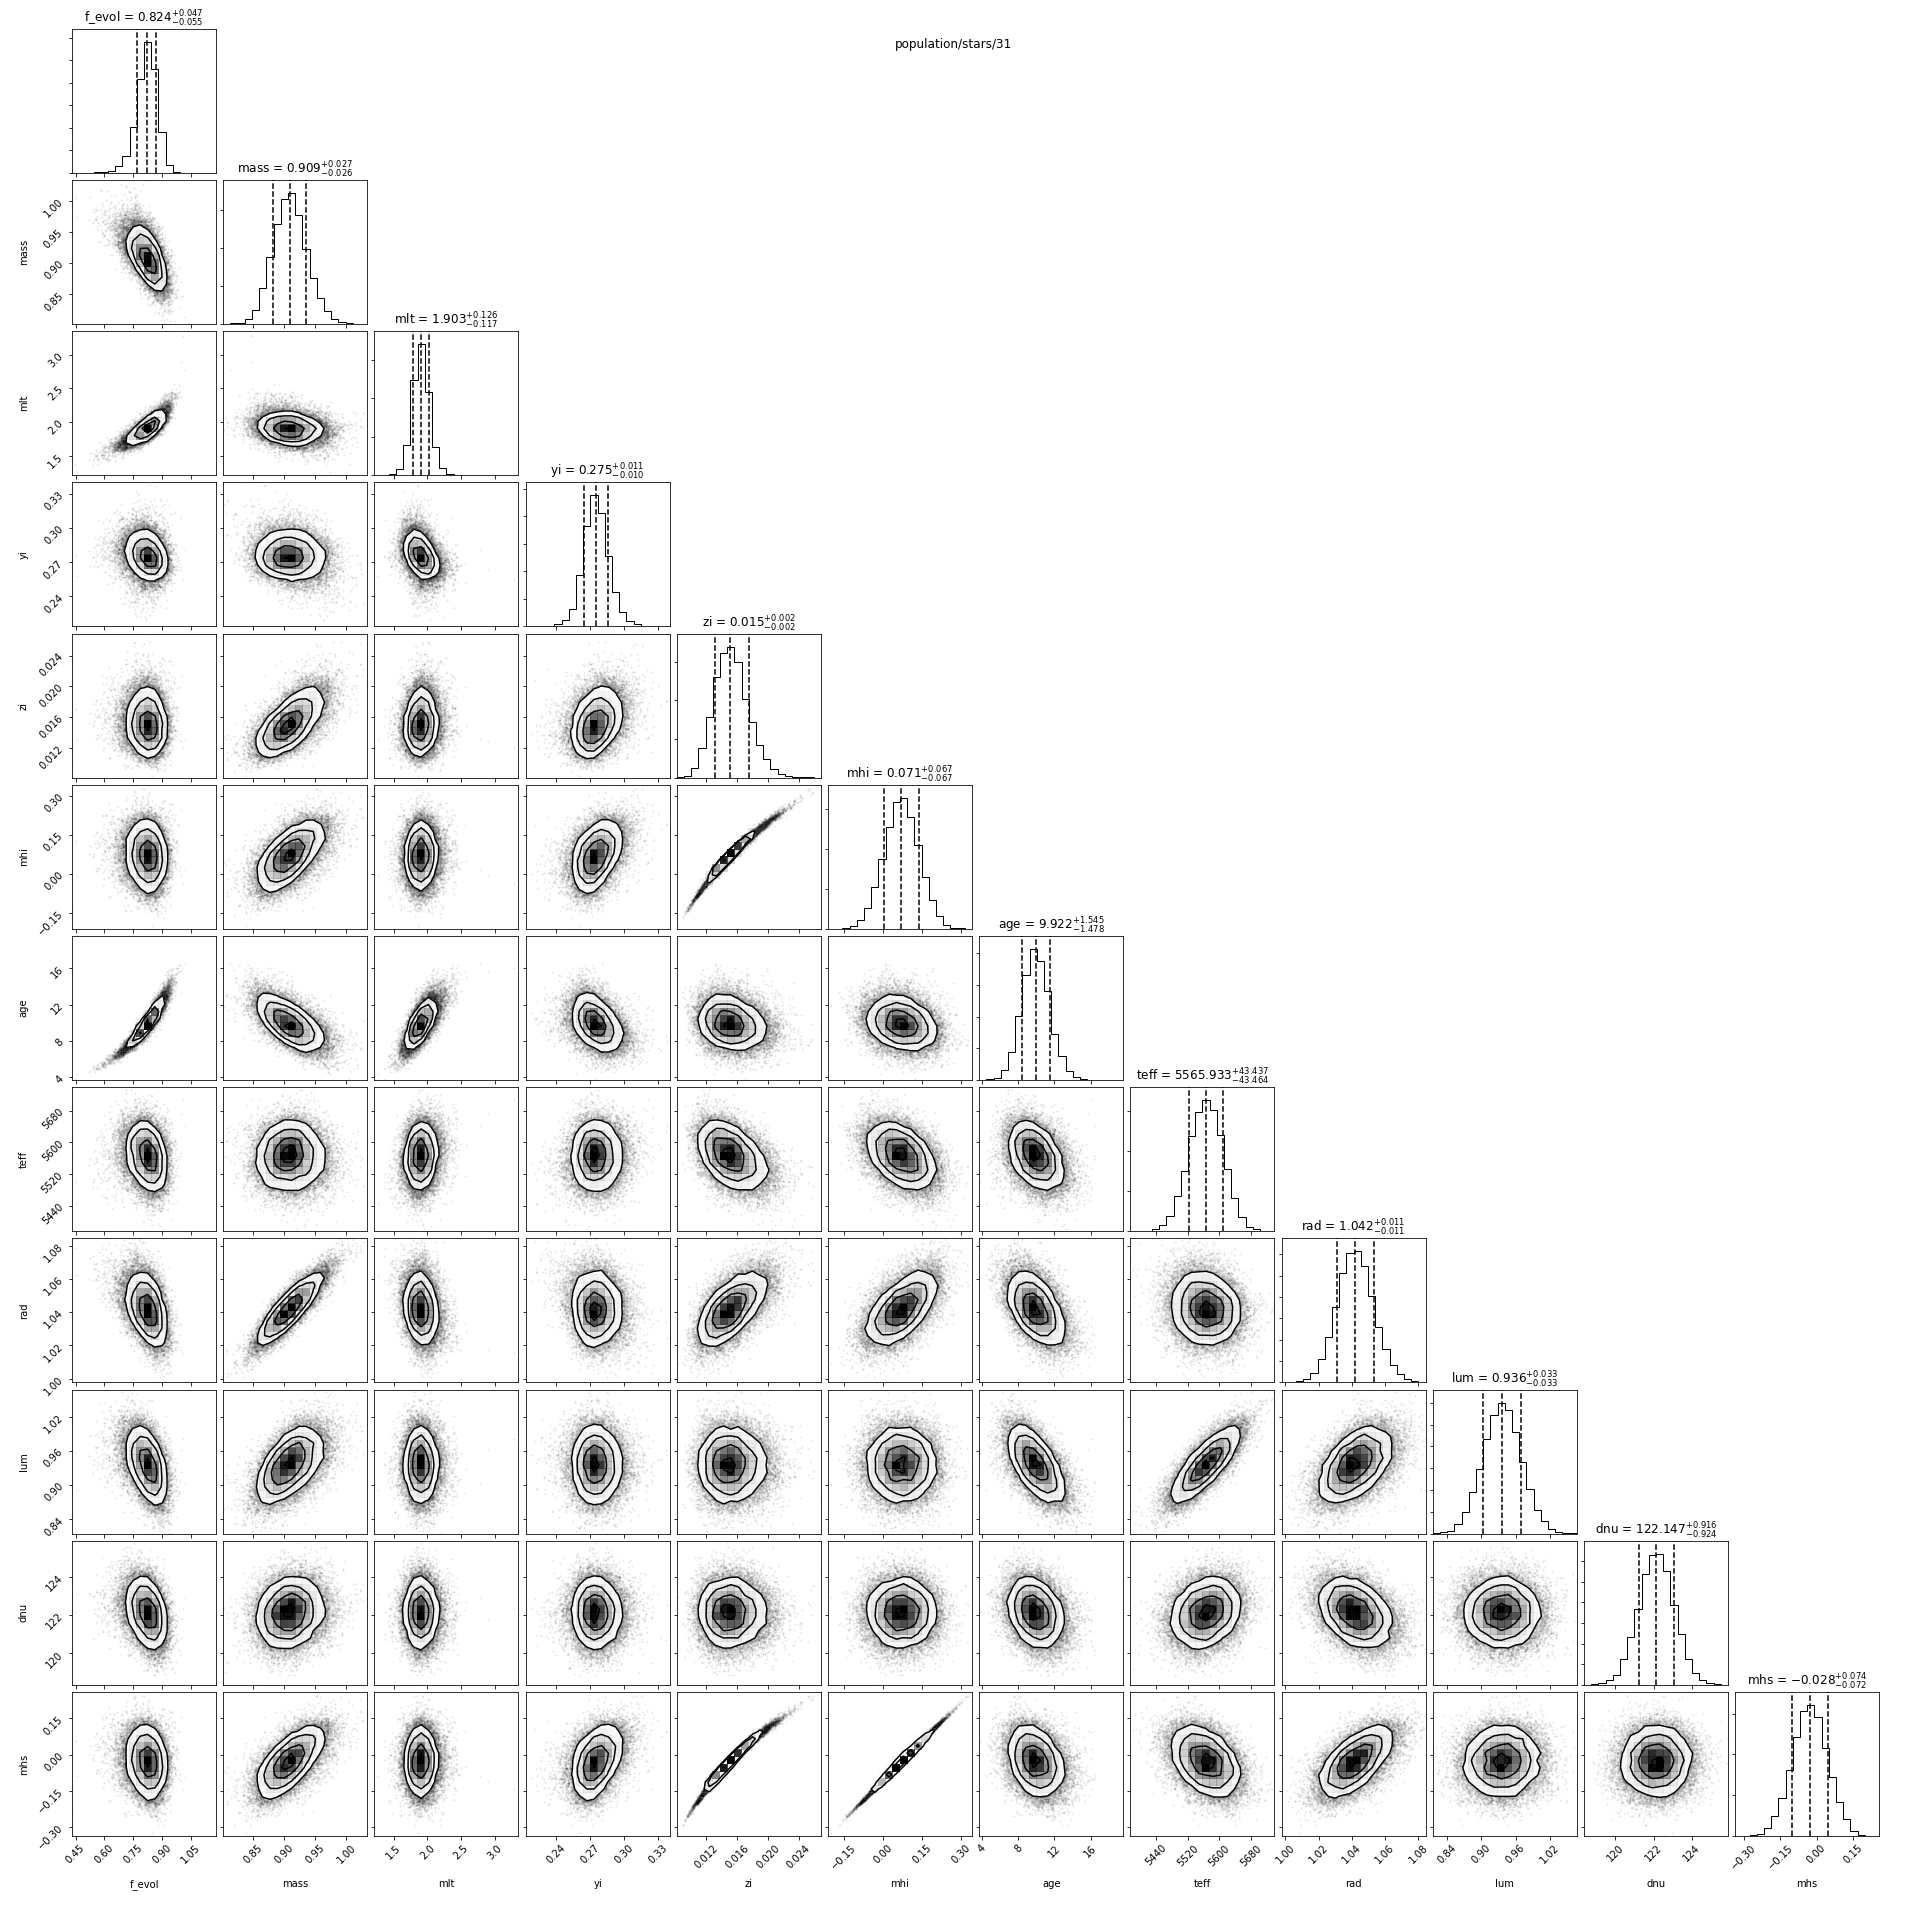 f_evol = 0.824+0.047−0.055
population/stars/31
mass = 0.909+0.027−0.026
1.00
0.95
0.90
0.85
mass
mlt = 1.903+0.126−0.117
3.0
2.5
2.0
1.5
mlt
yi = 0.275+0.011−0.010
0.33
0.30
0.27
0.24
yi
zi = 0.015+0.002−0.002
0.024
0.020
0.016
0.012
zi
mhi = 0.071+0.067−0.067
0.30
0.15
0.00
−0.15
mhi
age = 9.922+1.545−1.478
16
12
8
4
age
teff = 5565.933+43.437−43.464
5680
5600
5520
5440
teff
rad = 1.042+0.011−0.011
1.08
1.06
1.04
1.02
1.00
rad
lum = 0.936+0.033−0.033
1.02
0.96
0.90
0.84
lum
dnu = 122.147+0.916−0.924
124
122
120
dnu
mhs = −0.028+0.074−0.072
0.15
0.00
−0.15
−0.30
mhs
0.45 0.60 0.75 0.90 1.05 0.85 0.90 0.95 1.00 1.5 2.0 2.5 3.0 0.24 0.27 0.30 0.33 0.012 0.016 0.020 0.024 −0.15 0.00 0.15 0.30 4 8 12 16 5440 5520 5600 5680 1.00 1.02 1.04 1.06 1.08 0.84 0.90 0.96 1.02 120 122 124 −0.30 −0.15 0.00 0.15
f_evol mass mlt yi zi mhi age teff rad lum dnu mhs